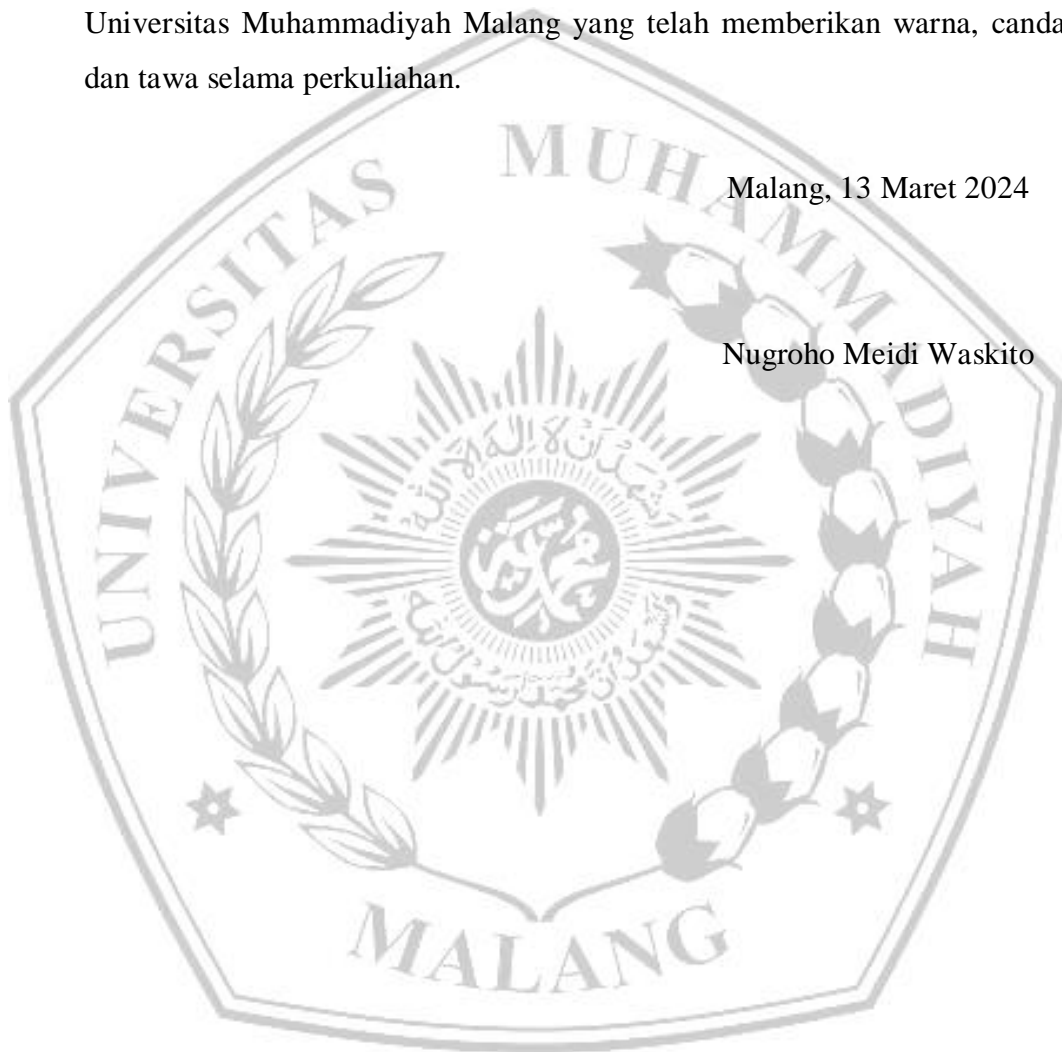 Universitas Muhammadiyah Malang yang telah memberikan warna, canda
dan tawa selama perkuliahan.
Malang, 13 Maret 2024
Nugroho Meidi Waskito
UNIVERSITAS MUHAMMADIYAH
MALANG